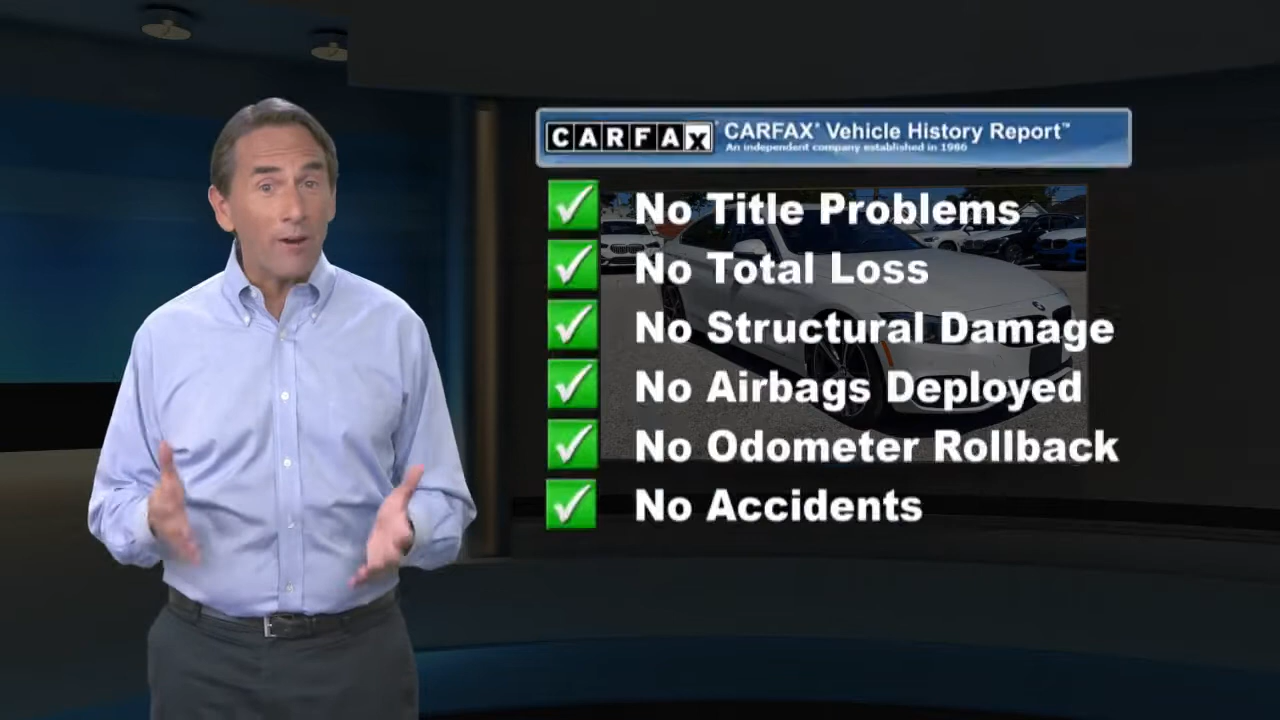 CARFAX CARFAX® Vehicle History Report™
An independent company established in 1986
No Title Problems
No Total Loss
No Structural Damage
No Airbags Deployed
No Odometer Rollback
No Accidents